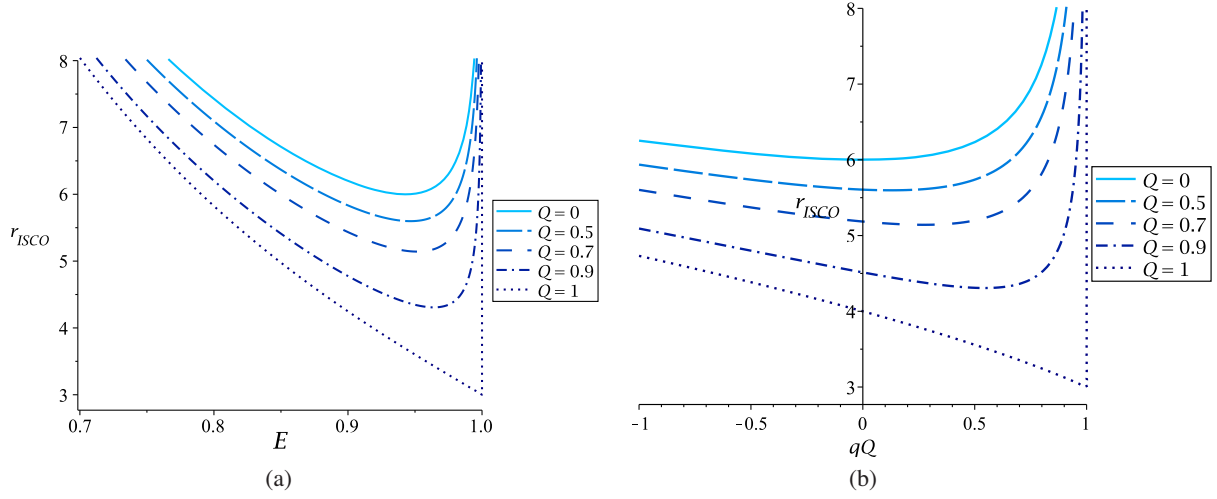 8
7
6
r_ISCO
5
4
3
0.7
0.8
0.9
1.0
E
Q = 0
Q = 0.5
Q = 0.7
Q = 0.9
Q = 1
(a)
8
7
6
r_ISCO
5
4
3
−1
−0.5
0
0.5
1
qQ
Q = 0
Q = 0.5
Q = 0.7
Q = 0.9
Q = 1
(b)